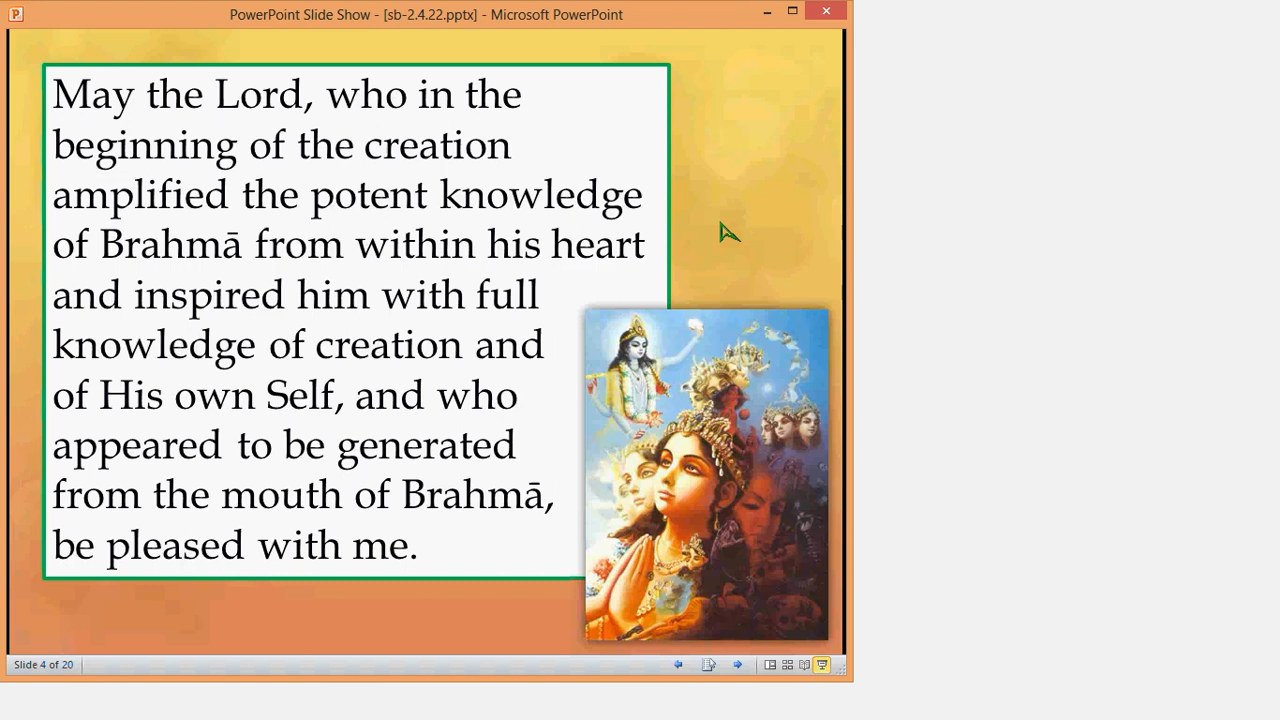 PowerPoint Slide Show - [sb-2.4.22.pptx] - Microsoft PowerPoint
May the Lord, who in the
beginning of the creation
amplified the potent knowledge
of Brahmā from within his heart
and inspired him with full
knowledge of creation and
of His own Self, and who
appeared to be generated
from the mouth of Brahmā,
be pleased with me.
Slide 4 of 20